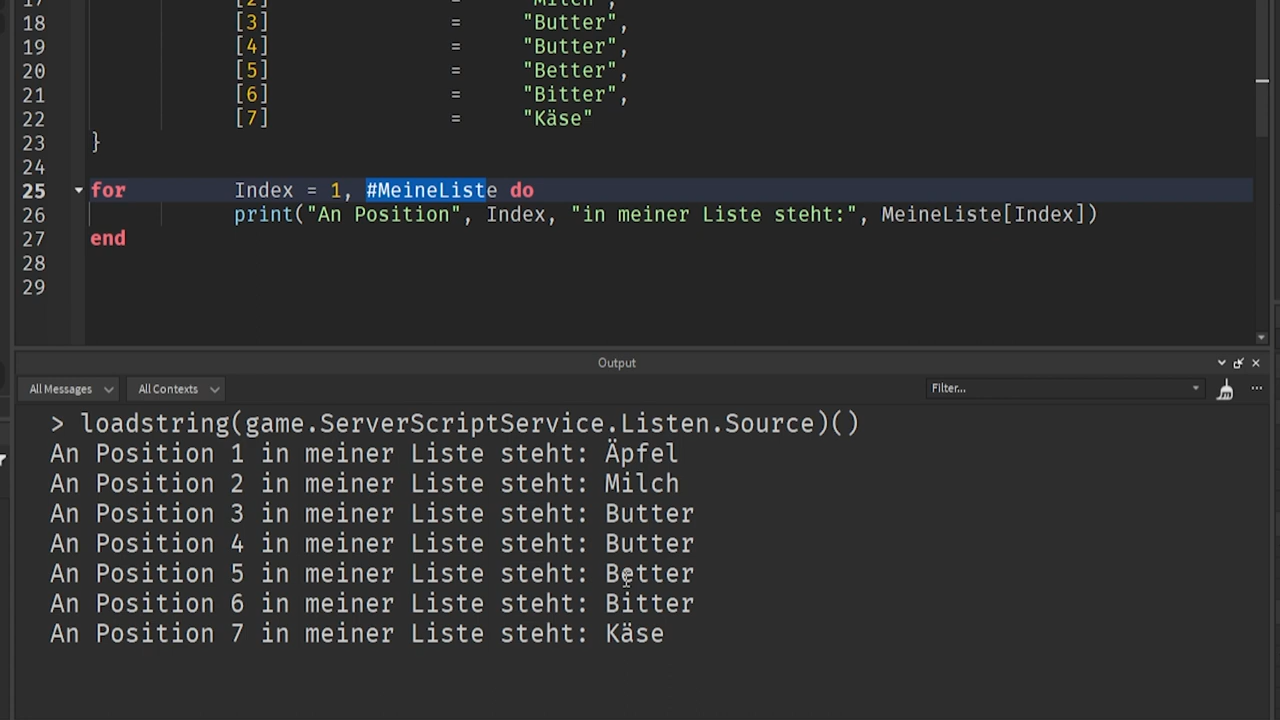 17 [2] = "Milch",
18 [3] = "Butter",
19 [4] = "Butter",
20 [5] = "Better",
21 [6] = "Bitter",
22 [7] = "Käse"
23 }
24
25 for Index = 1, #MeineListe do
26 print("An Position", Index, "in meiner Liste steht:", MeineListe[Index])
27 end
28
29
Output
All Messages All Contexts Filter... ...
> loadstring(game.ServerScriptService.Listen.Source)()
An Position 1 in meiner Liste steht: Äpfel
An Position 2 in meiner Liste steht: Milch
An Position 3 in meiner Liste steht: Butter
An Position 4 in meiner Liste steht: Butter
An Position 5 in meiner Liste steht: Better
An Position 6 in meiner Liste steht: Bitter
An Position 7 in meiner Liste steht: Käse